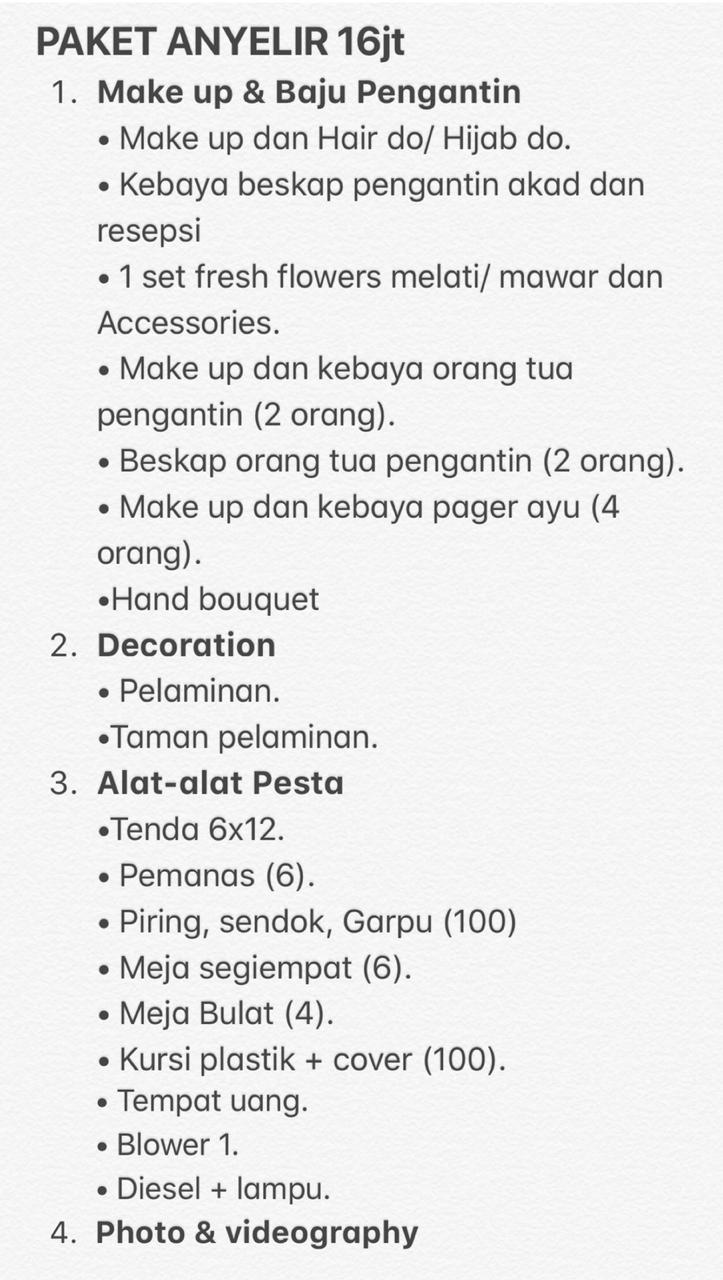 PAKET ANYELIR 16jt
1. Make up & Baju Pengantin
• Make up dan Hair do/ Hijab do.
• Kebaya beskap pengantin akad dan
resepsi
• 1 set fresh flowers melati/ mawar dan
Accessories.
• Make up dan kebaya orang tua
pengantin (2 orang).
• Beskap orang tua pengantin (2 orang).
• Make up dan kebaya pager ayu (4
orang).
•Hand bouquet
2. Decoration
• Pelaminan.
•Taman pelaminan.
3. Alat-alat Pesta
•Tenda 6x12.
• Pemanas (6).
• Piring, sendok, Garpu (100)
• Meja segiempat (6).
• Meja Bulat (4).
• Kursi plastik + cover (100).
• Tempat uang.
• Blower 1.
• Diesel + lampu.
4. Photo & videography